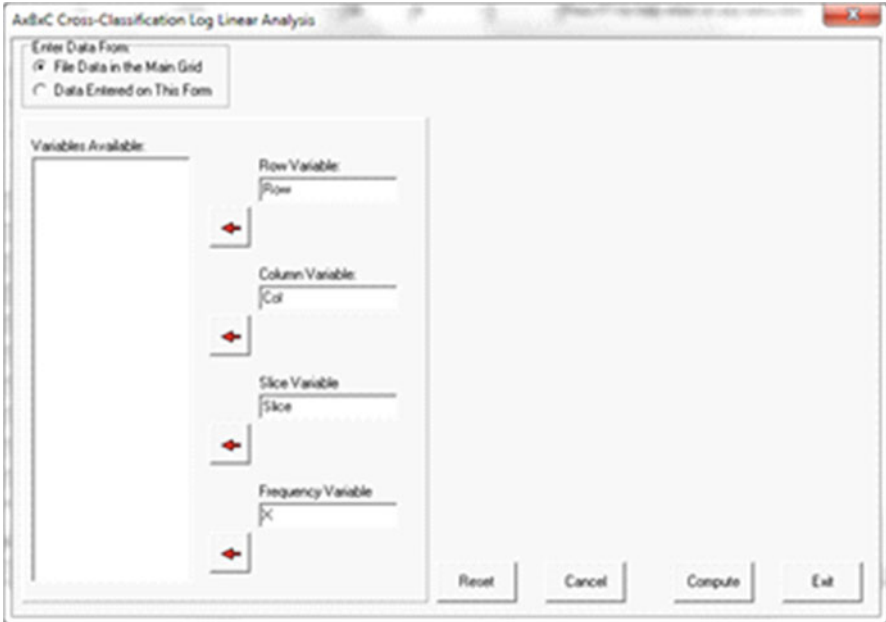 AxBxC Cross-Classification Log Linear Analysis
Enter Data From:
File Data in the Main Grid
Data Entered on This Form
Variables Available:
Row Variable:
Row
Column Variable:
Col
Slice Variable
Slice
Frequency Variable
X
Reset
Cancel
Compute
Exit